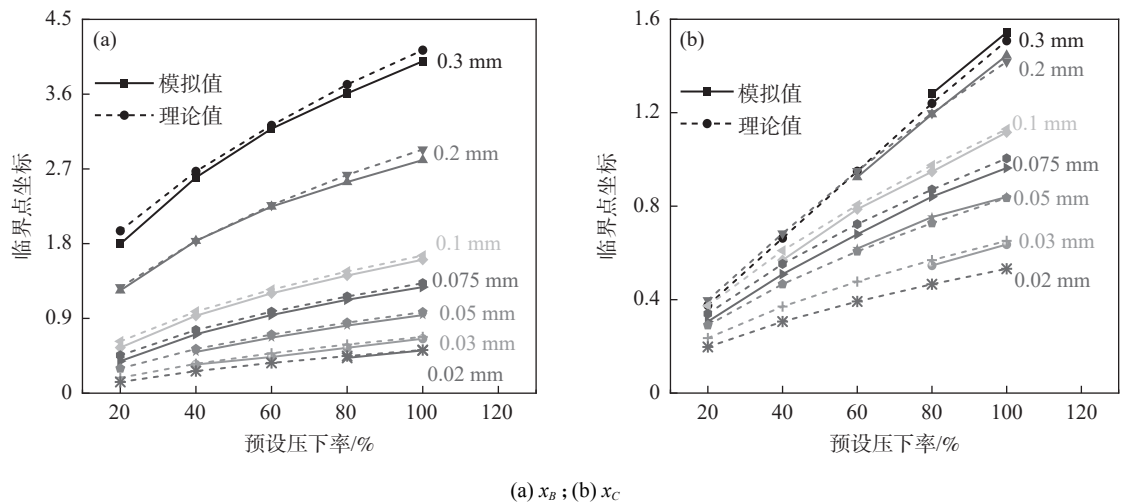 (a)
模拟值
理论值
0.3 mm
0.2 mm
0.1 mm
0.075 mm
0.05 mm
0.03 mm
0.02 mm
4.5
3.6
2.7
1.8
0.9
0
20 40 60 80 100 120
临界点坐标
预设压下率/%
(b)
模拟值
理论值
0.3 mm
0.2 mm
0.1 mm
0.075 mm
0.05 mm
0.03 mm
0.02 mm
1.6
1.2
0.8
0.4
0
20 40 60 80 100 120
临界点坐标
预设压下率/%
(a) x_B ; (b) x_C